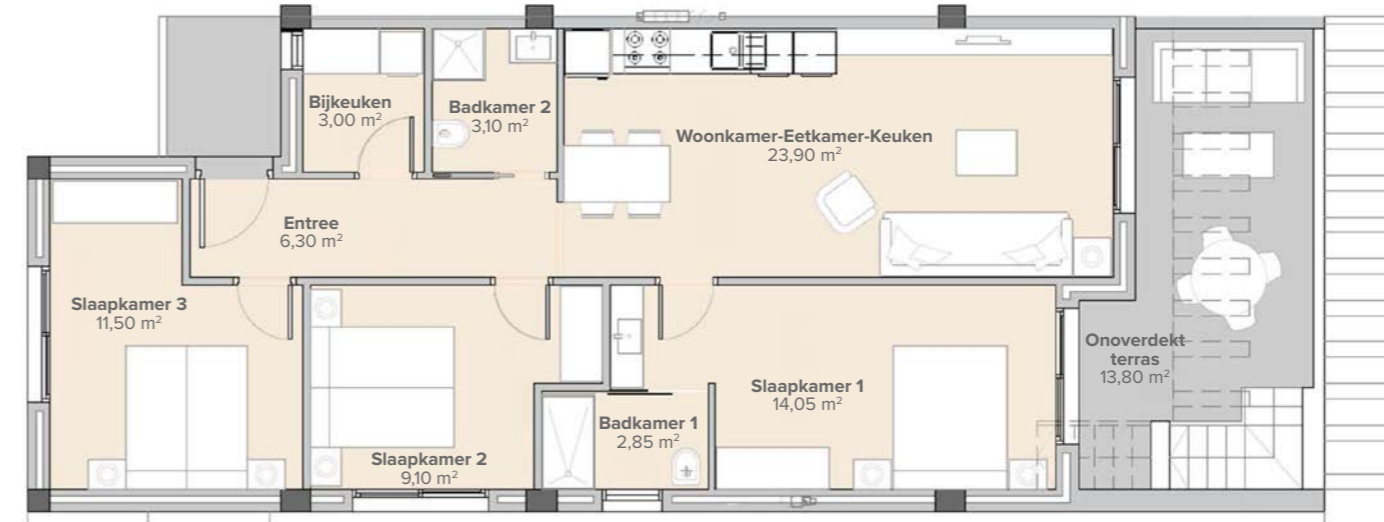 Bijkeuken
3,00 m²
Badkamer 2
3,10 m²
Woonkamer-Eetkamer-Keuken
23,90 m²
Entree
6,30 m²
Slaapkamer 3
11,50 m²
Onoverdekt
terras
13,80 m²
Slaapkamer 1
14,05 m²
Badkamer 1
2,85 m²
Slaapkamer 2
9,10 m²